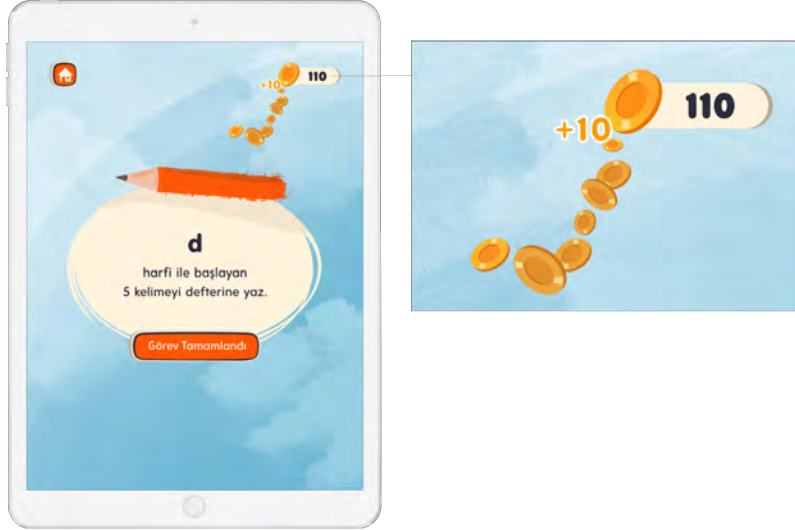 +10
110
d
harfi ile başlayan
5 kelimeyi defterine yaz.
Görev Tamamlandı
110
+10